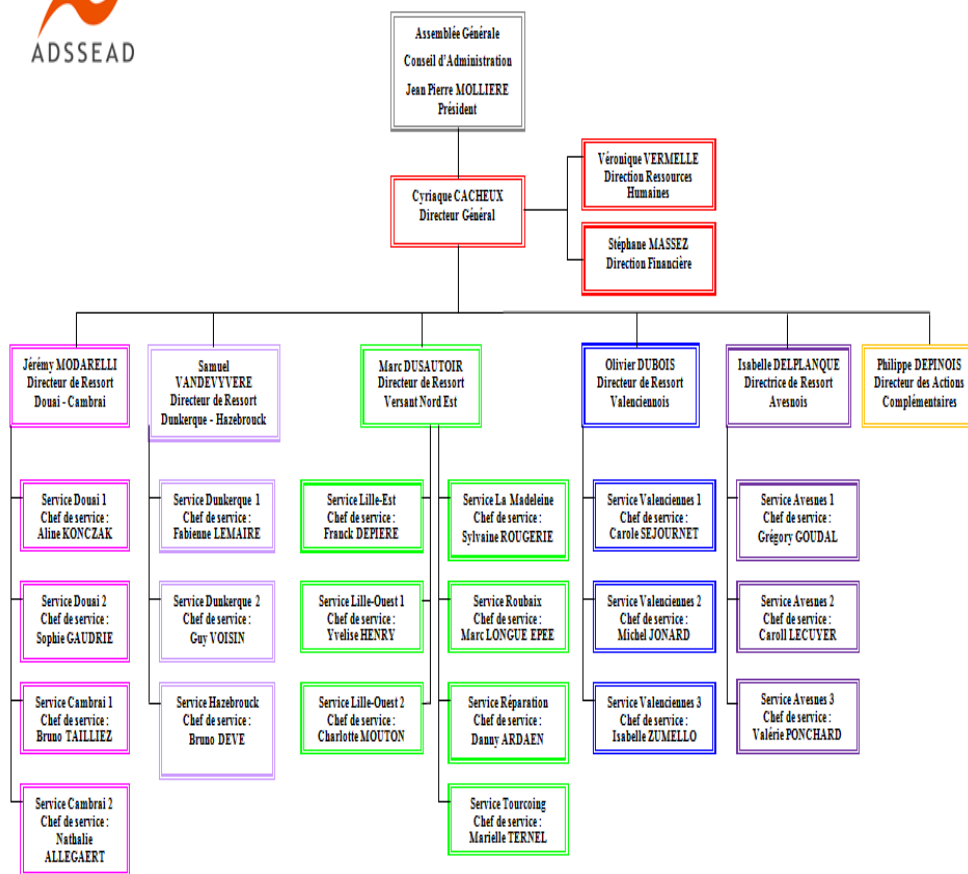 ADSSEAD
Assemblée Générale
Conseil d'Administration
Jean Pierre MOLLIERE
Président
Cyriaque CACHEUX
Directeur Général
Véronique VERMELLE
Direction Ressources
Humaines
Stéphane MASSEZ
Direction Financière
Jérémy MODARELLI
Directeur de Ressort
Douai - Cambrai
Service Douai 1
Chef de service :
Aline KONCZAK
Service Douai 2
Chef de service :
Sophie GAUDRIE
Service Cambrai 1
Chef de service :
Bruno TAILLIEZ
Service Cambrai 2
Chef de service :
Nathalie
ALLEGAERT
Samuel
VANDEVYVERE
Directeur de Ressort
Dunkerque - Hazebrouck
Service Dunkerque 1
Chef de service :
Fabienne LEMAIRE
Service Dunkerque 2
Chef de service :
Guy VOISIN
Service Hazebrouck
Chef de service :
Bruno DEVE
Marc DUSAUTOIR
Directeur de Ressort
Versant Nord Est
Service Lille-Est
Chef de service :
Franck DEPIERE
Service Lille-Ouest 1
Chef de service :
Yvelise HENRY
Service Lille-Ouest 2
Chef de service :
Charlotte MOUTON
Service La Madeleine
Chef de service :
Sylvaine ROUGERIE
Service Roubaix
Chef de service :
Marc LONGUE EPEE
Service Réparation
Chef de service :
Danny ARDAEN
Service Tourcoing
Chef de service :
Marielle TERNEL
Olivier DUBOIS
Directeur de Ressort
Valenciennois
Service Valenciennes 1
Chef de service :
Carole SEJOURNET
Service Valenciennes 2
Chef de service :
Michel JONARD
Service Valenciennes 3
Chef de service :
Isabelle ZUMELLO
Isabelle DELPLANQUE
Directrice de Ressort
Avesnois
Service Avesnes 1
Chef de service :
Grégory GOUDAL
Service Avesnes 2
Chef de service :
Caroll LECUYER
Service Avesnes 3
Chef de service :
Valérie PONCHARD
Philippe DEPINOIS
Directeur des Actions
Complémentaires